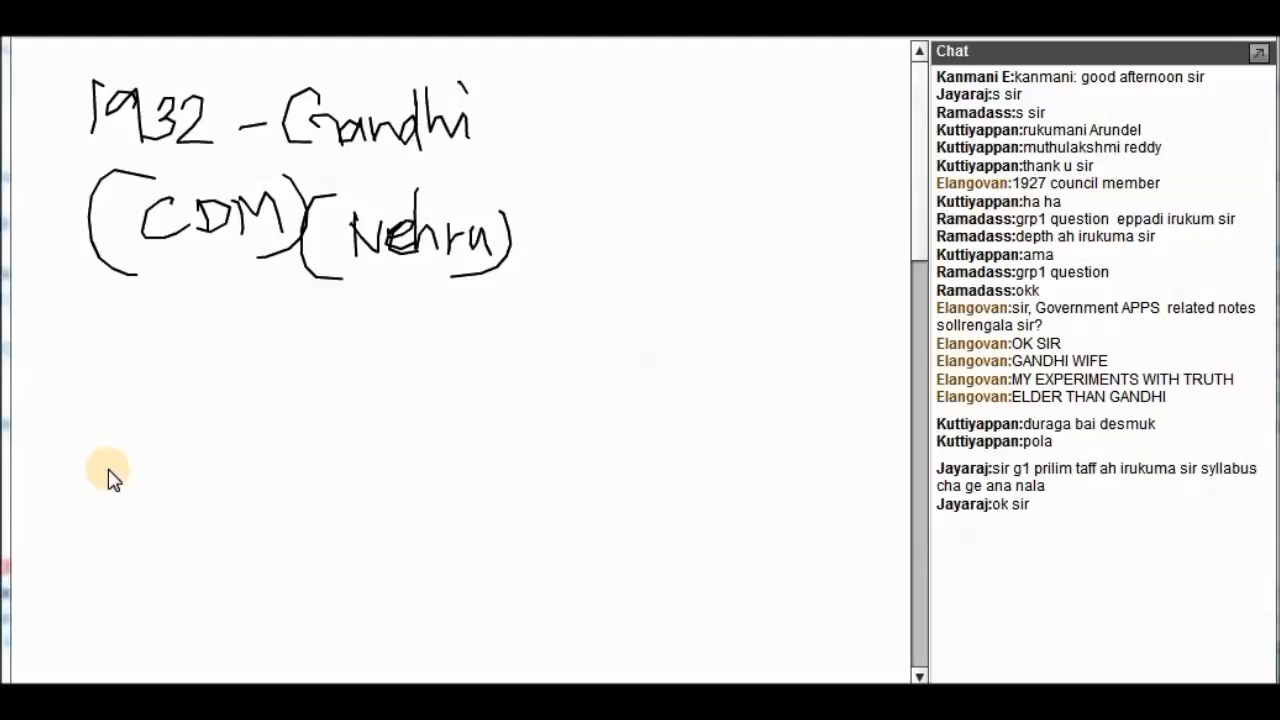 1932 - Gandhi
(CDM) (Nehru)
Chat
Kanmani E:kanmani: good afternoon sir
Jayaraj:s sir
Ramadass:s sir
Kuttiyappan:rukumani Arundel
Kuttiyappan:muthulakshmi reddy
Kuttiyappan:thank u sir
Elangovan:1927 council member
Kuttiyappan:ha ha
Ramadass:grp1 question eppadi irukum sir
Ramadass:depth ah irukuma sir
Kuttiyappan:ama
Ramadass:grp1 question
Ramadass:okk
Elangovan:sir, Government APPS related notes
sollrengala sir?
Elangovan:OK SIR
Elangovan:GANDHI WIFE
Elangovan:MY EXPERIMENTS WITH TRUTH
Elangovan:ELDER THAN GANDHI
Kuttiyappan:duraga bai desmuk
Kuttiyappan:pola
Jayaraj:sir g1 prilim taff ah irukuma sir syllabus
cha ge ana nala
Jayaraj:ok sir